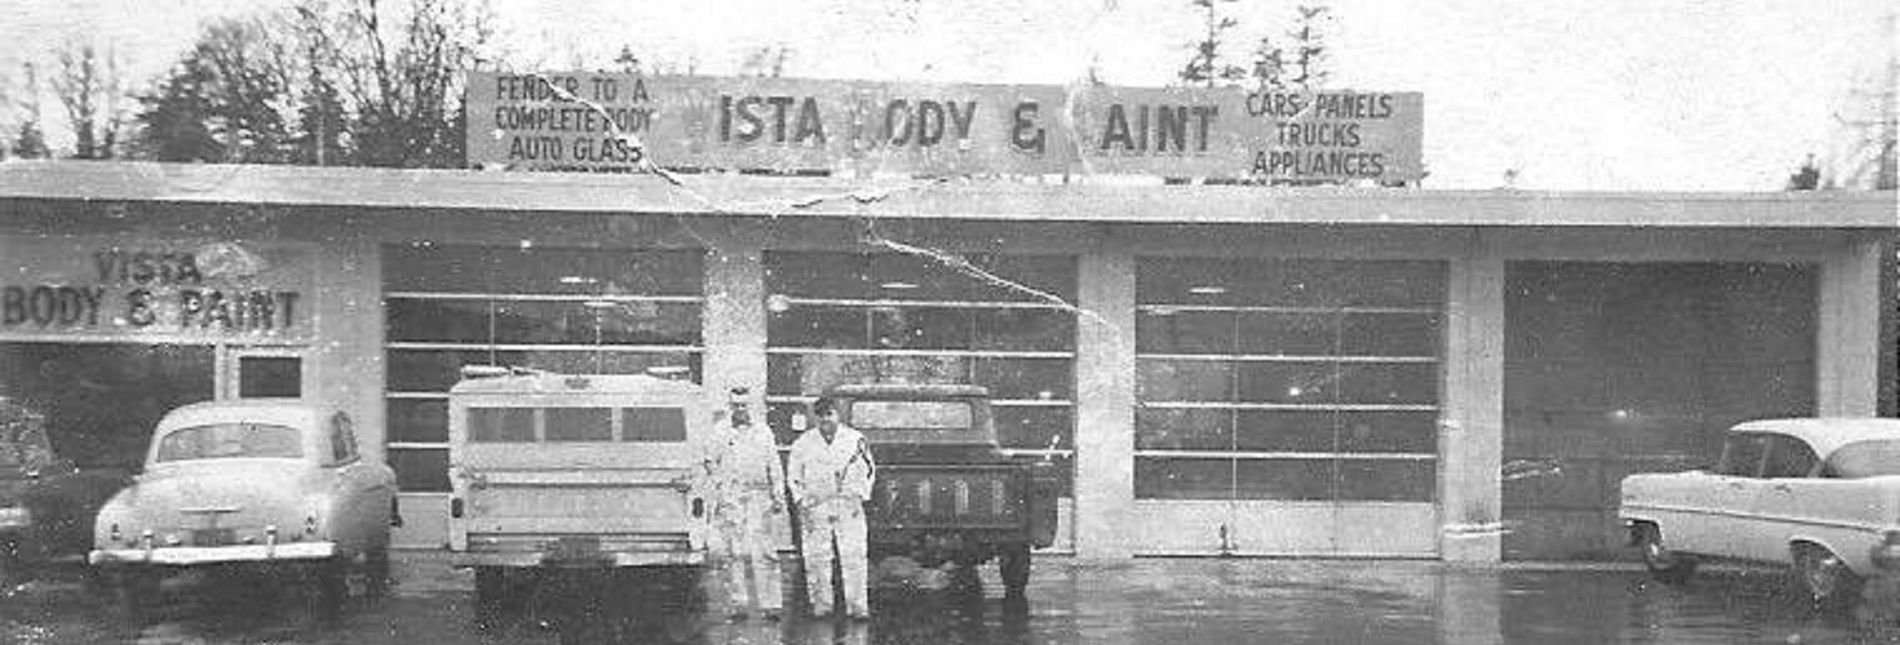 FENDER TO A
COMPLETE BODY
AUTO GLASS
ISTA ODY & AINT
CARS PANELS
TRUCKS
APPLIANCES
VISTA
BODY & PAINT